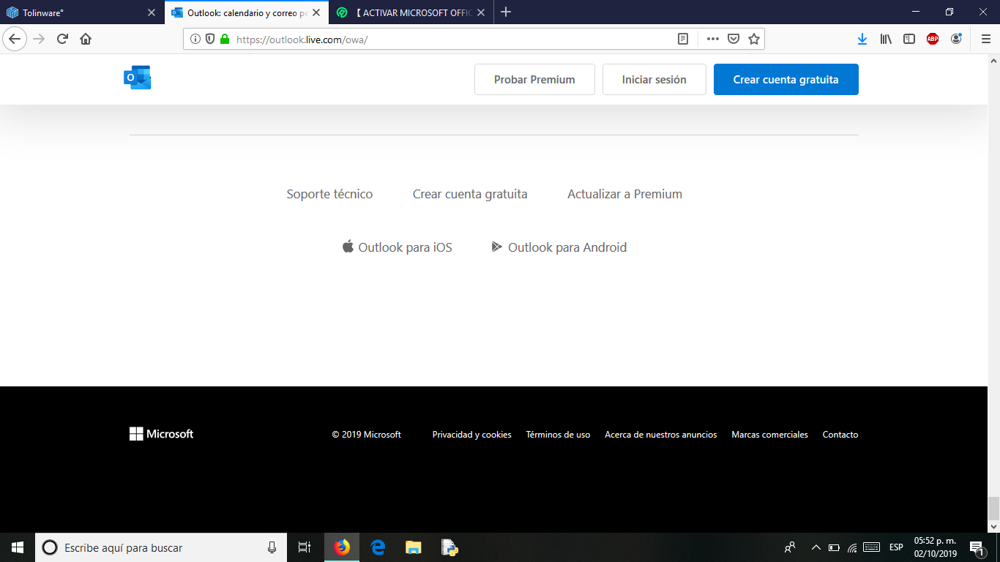 Tolinware°
Outlook: calendario y correo pe
【 ACTIVAR MICROSOFT OFFIC
https://outlook.live.com/owa/
ABP
O
Probar Premium
Iniciar sesión
Crear cuenta gratuita
Soporte técnico
Crear cuenta gratuita
Actualizar a Premium
Outlook para iOS
Outlook para Android
Microsoft
© 2019 Microsoft
Privacidad y cookies
Términos de uso
Acerca de nuestros anuncios
Marcas comerciales
Contacto
Escribe aquí para buscar
ESP
05:52 p. m.
02/10/2019
1